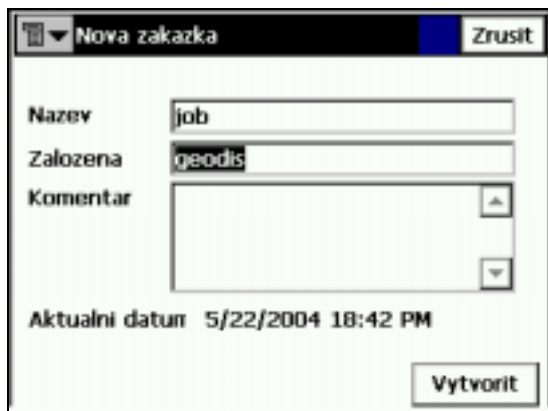 Nova zakazka Zrusit
Nazev job
Zalozena geodis
Komentar
Aktualni datum 5/22/2004 18:42 PM
Vytvorit